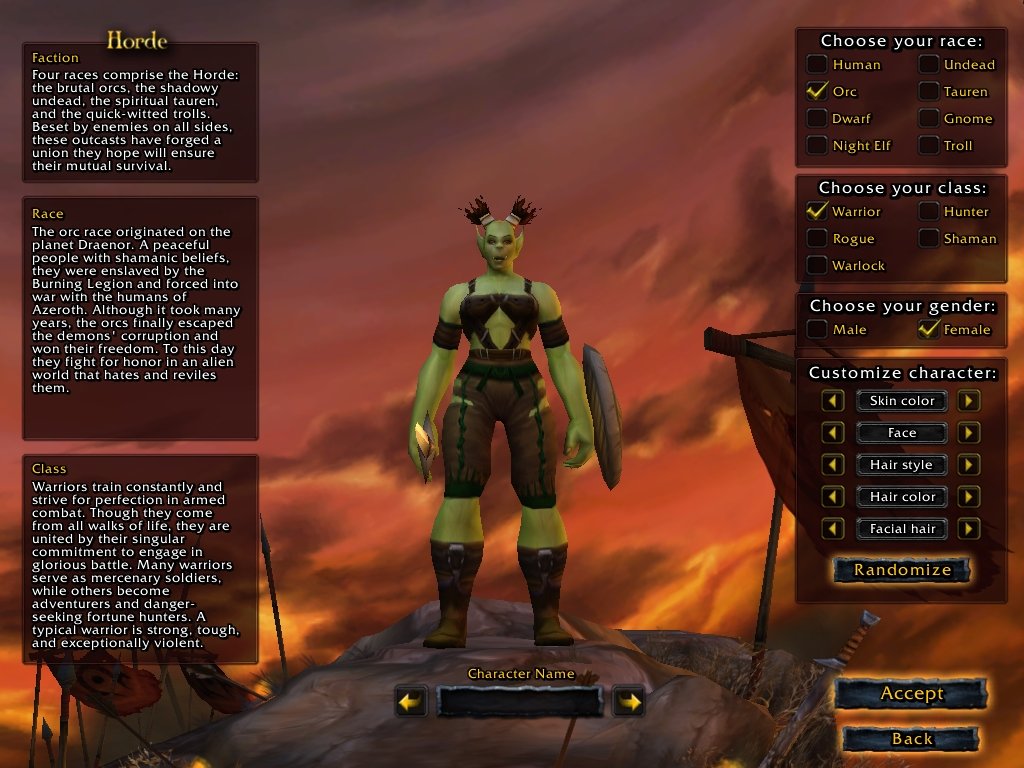 Horde
Faction
Four races comprise the Horde:
the brutal orcs, the shadowy
undead, the spiritual tauren,
and the quick-witted trolls.
Beset by enemies on all sides,
these outcasts have forged a
union they hope will ensure
their mutual survival.
Race
The orc race originated on the
planet Draenor. A peaceful
people with shamanic beliefs,
they were enslaved by the
Burning Legion and forced into
war with the humans of
Azeroth. Although it took many
years, the orcs finally escaped
the demons' corruption and
won their freedom. To this day
they fight for honor in an alien
world that hates and reviles
them.
Class
Warriors train constantly and
strive for perfection in armed
combat. Though they come
from all walks of life, they are
united by their singular
commitment to engage in
glorious battle. Many warriors
serve as mercenary soldiers,
while others become
adventurers and danger-
seeking fortune hunters. A
typical warrior is strong, tough,
and exceptionally violent.
Character Name
Choose your race:
Human Undead
Orc Tauren
Dwarf Gnome
Night Elf Troll
Choose your class:
Warrior Hunter
Rogue Shaman
Warlock
Choose your gender:
Male Female
Customize character:
Skin color
Face
Hair style
Hair color
Facial hair
Randomize
Accept
Back